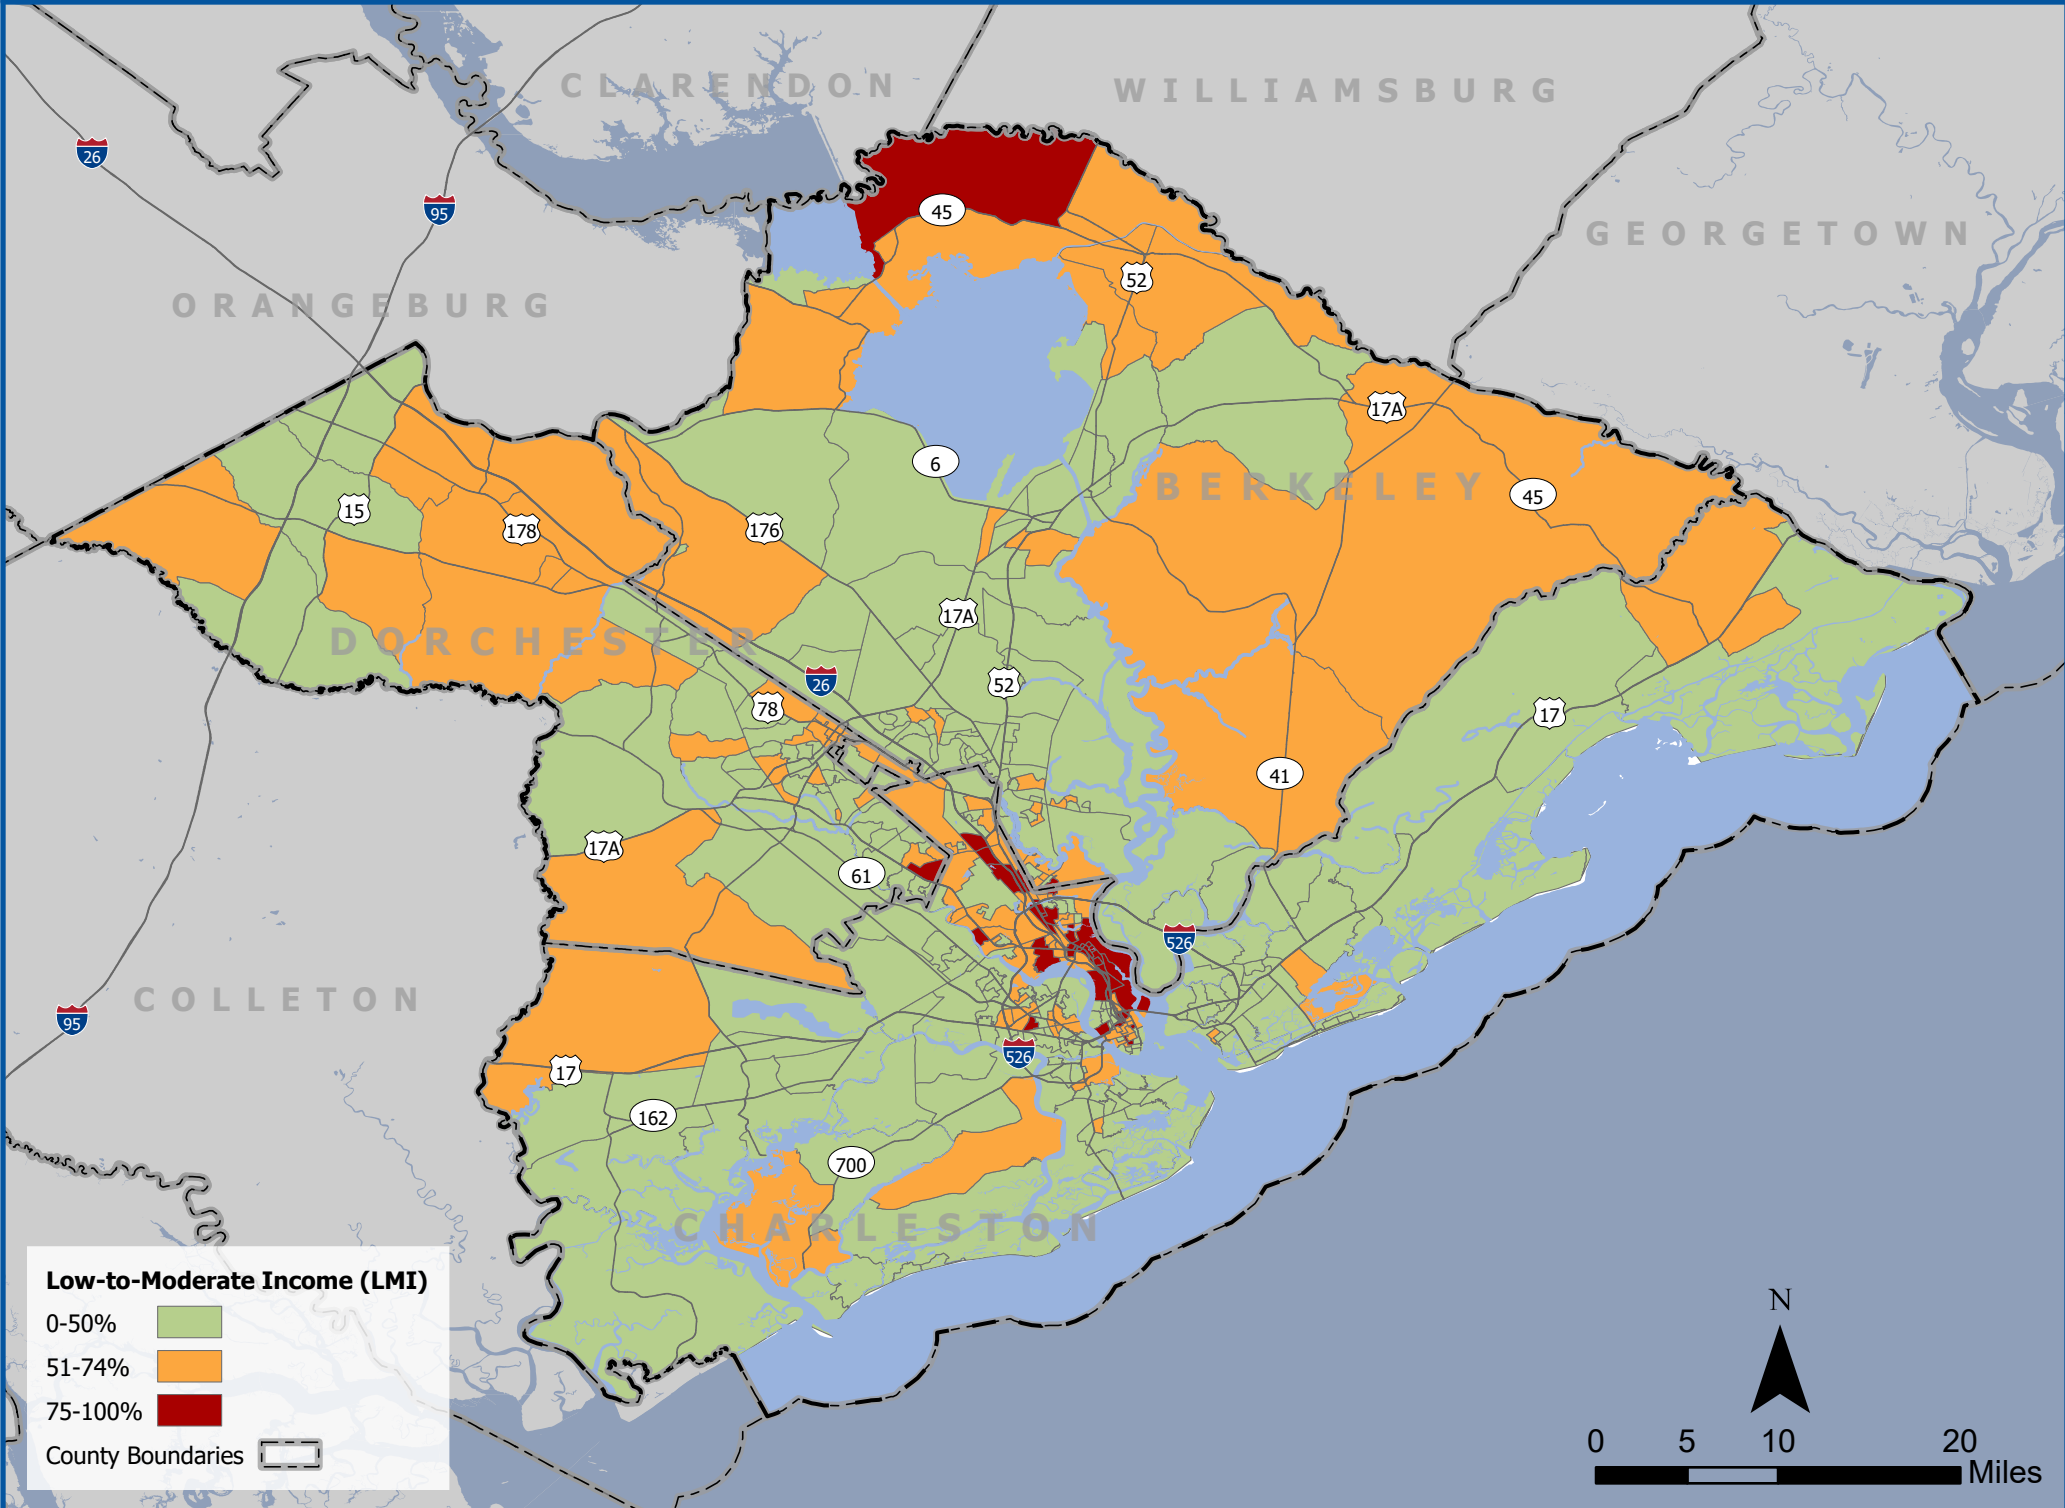 CLARENDON
WILLIAMSBURG
26
95
45
GEORGETOWN
52
ORANGEBURG
17A
6
BERKELEY
45
15
178
176
17A
DORCHESTER
26
52
78
17
41
17A
61
526
COLLETON
95
526
17
162
700
CHARLESTON
Low-to-Moderate Income (LMI)
0-50%
51-74%
75-100%
County Boundaries
N
0 5 10 20
Miles